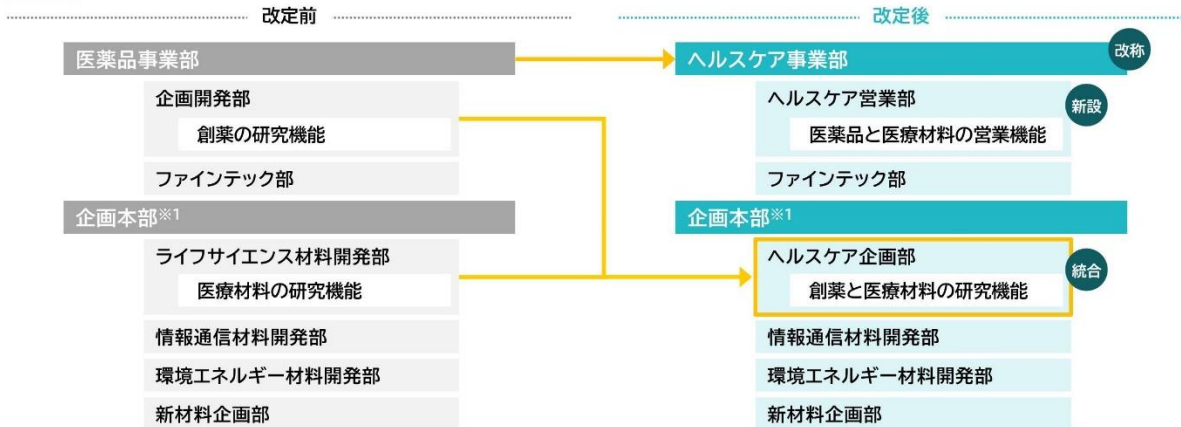 改定前
医薬品事業部
企画開発部
創薬の研究機能
ファインテック部
企画本部※1
ライフサイエンス材料開発部
医療材料の研究機能
情報通信材料開発部
環境エネルギー材料開発部
新材料企画部
改定後
ヘルスケア事業部
改称
ヘルスケア営業部
新設
医薬品と医療材料の営業機能
ファインテック部
企画本部※1
ヘルスケア企画部
統合
創薬と医療材料の研究機能
情報通信材料開発部
環境エネルギー材料開発部
新材料企画部